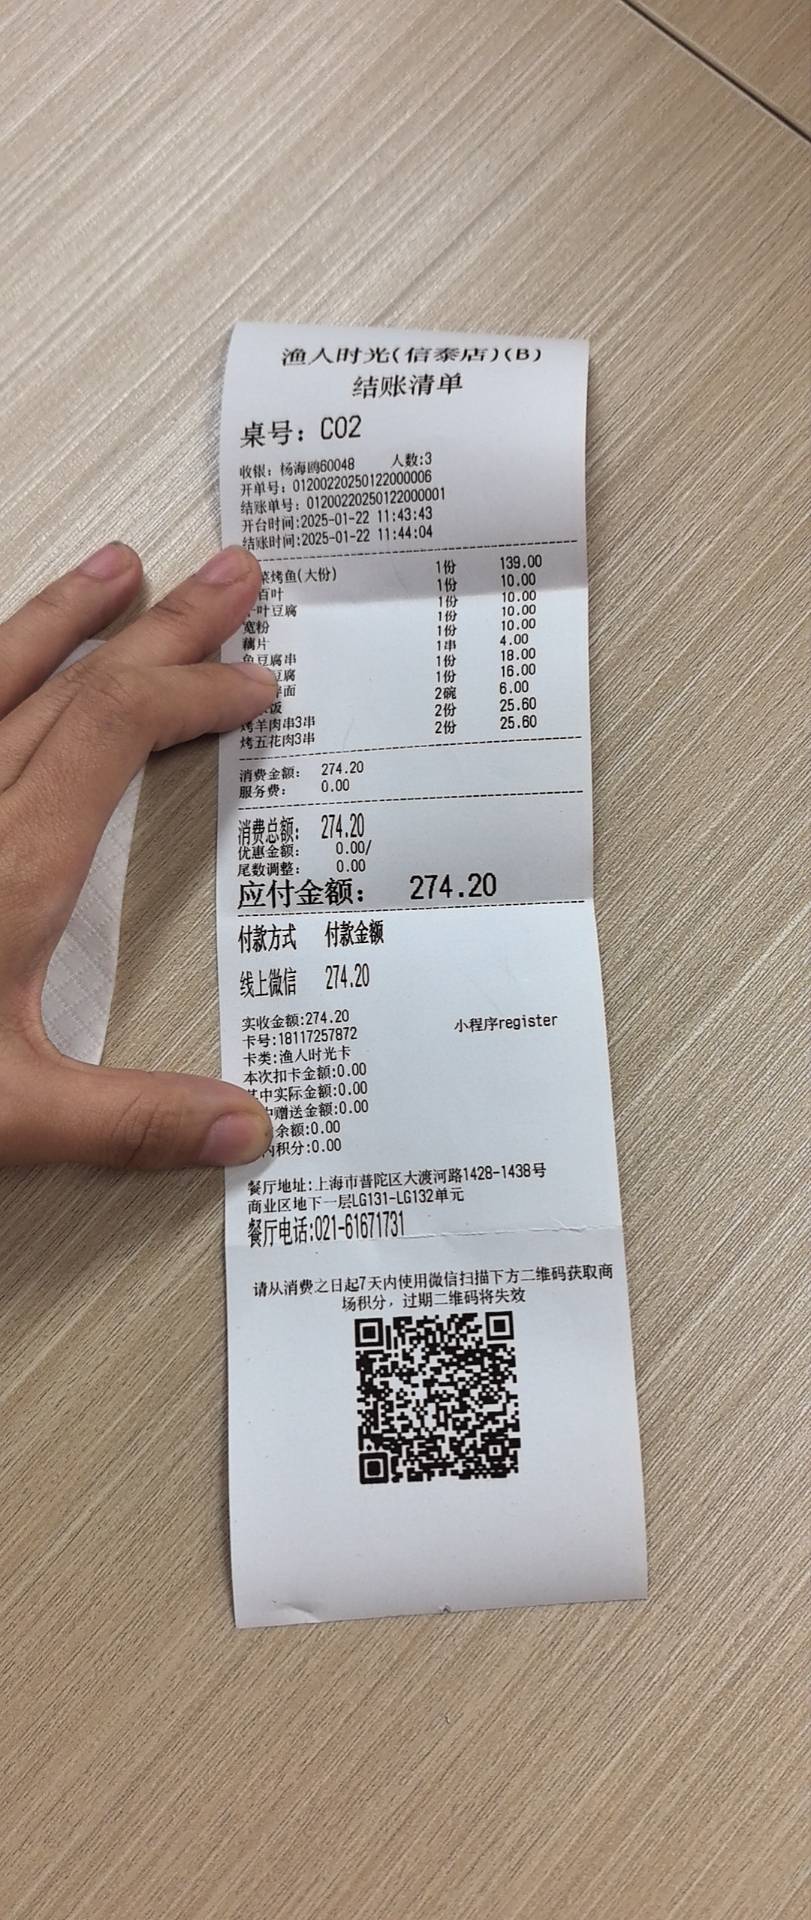 渔人时光(信泰店)(B)
结账清单
桌号：C02
收银：杨海鸥60048 人数:3
开单号：01200220250122000006
结账单号：01200220250122000001
开台时间:2025-01-22 11:43:43
结账时间:2025-01-22 11:44:04
菜烤鱼(大份) 1份 139.00
百叶 1份 10.00
叶豆腐 1份 10.00
宽粉 1份 10.00
藕片 1份 10.00
鱼豆腐串 1串 4.00
豆腐 1份 18.00
拌面 1份 16.00
饭 2碗 6.00
烤羊肉串3串 2份 25.60
烤五花肉3串 2份 25.60
消费金额： 274.20
服务费： 0.00
消费总额： 274.20
优惠金额： 0.00/
尾数调整： 0.00
应付金额： 274.20
付款方式 付款金额
线上微信 274.20
实收金额:274.20
卡号:18117257872 小程序register
卡类:渔人时光卡
本次扣卡金额:0.00
其中实际金额:0.00
中赠送金额:0.00
余额:0.00
内积分:0.00
餐厅地址:上海市普陀区大渡河路1428-1438号
商业区地下一层LG131-LG132单元
餐厅电话:021-61671731
请从消费之日起7天内使用微信扫描下方二维码获取商
场积分，过期二维码将失效